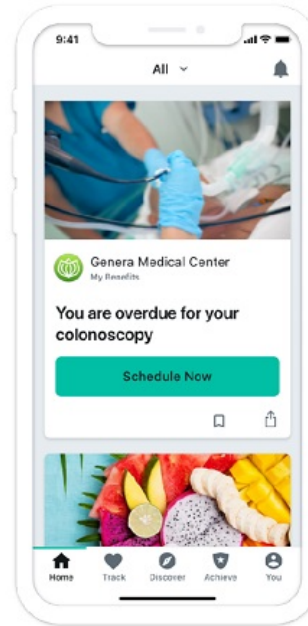 9:41
All
Genera Medical Center
My Benefits
You are overdue for your
colonoscopy
Schedule Now
Home Track Discover Achieve You